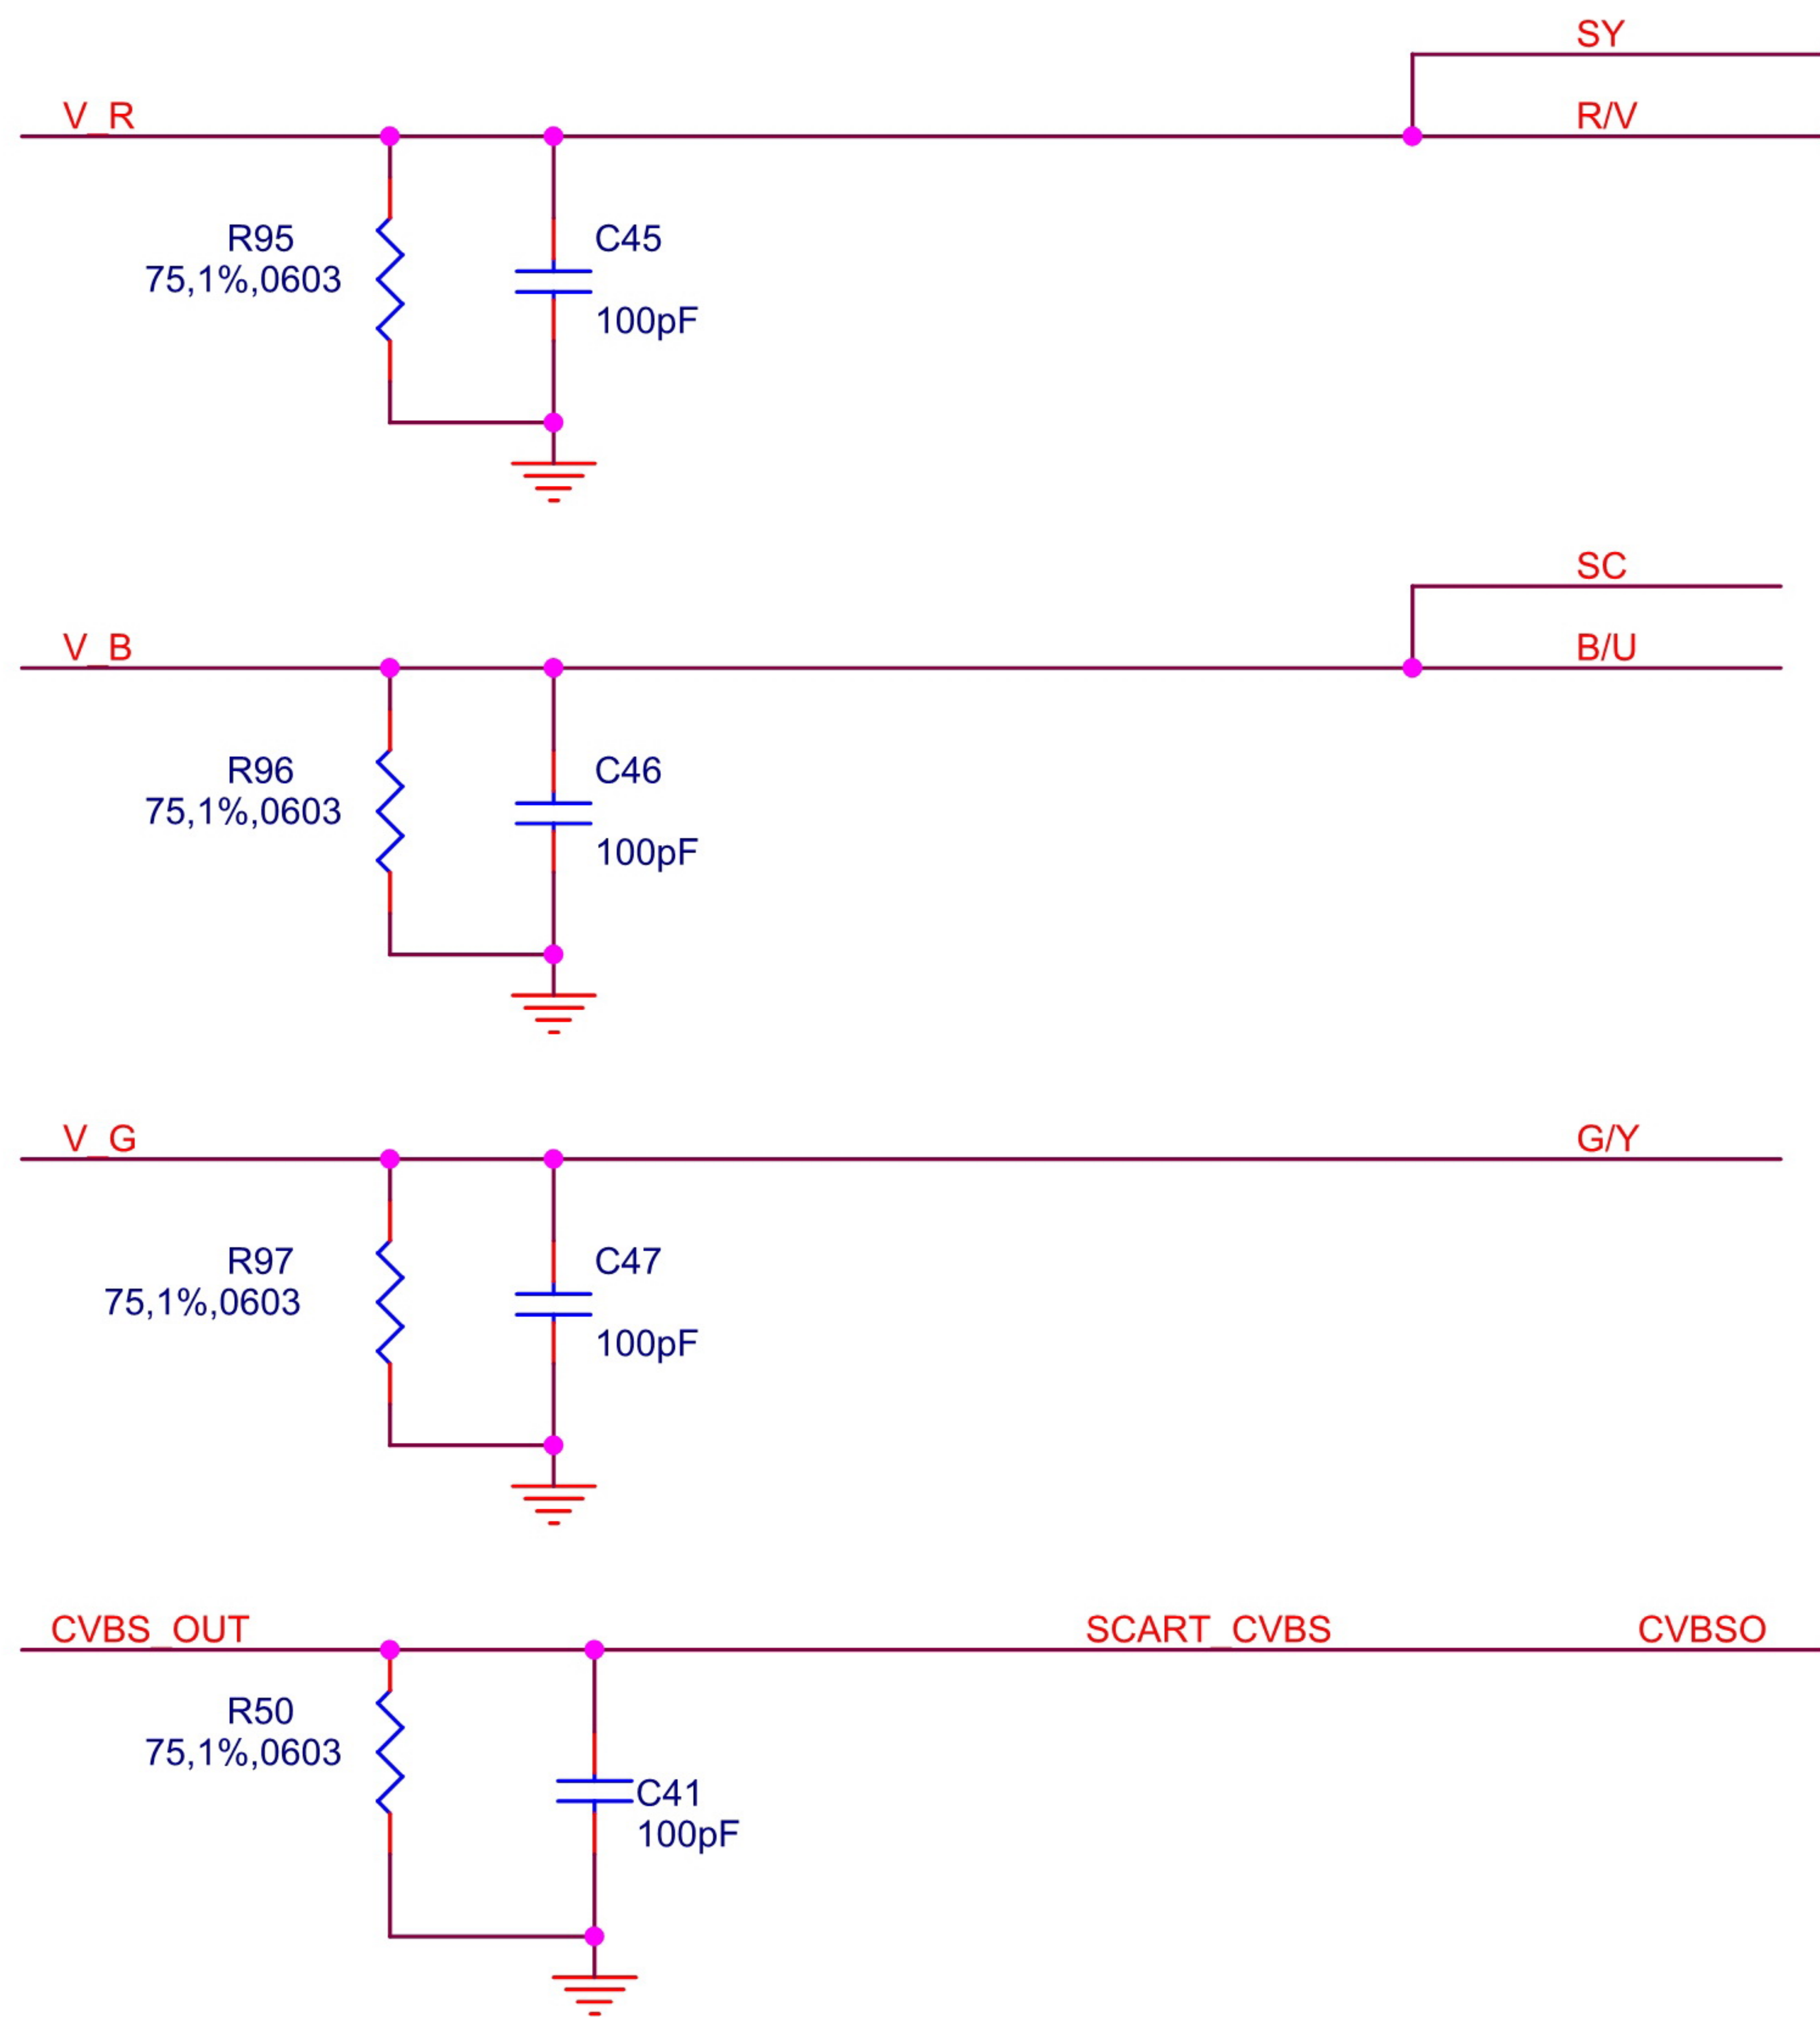 SY
V_R
R/V
R95
75,1%,0603
C45
100pF
SC
V_B
B/U
R96
75,1%,0603
C46
100pF
V_G
G/Y
R97
75,1%,0603
C47
100pF
CVBS_OUT
SCART_CVBS
CVBSO
R50
75,1%,0603
C41
100pF